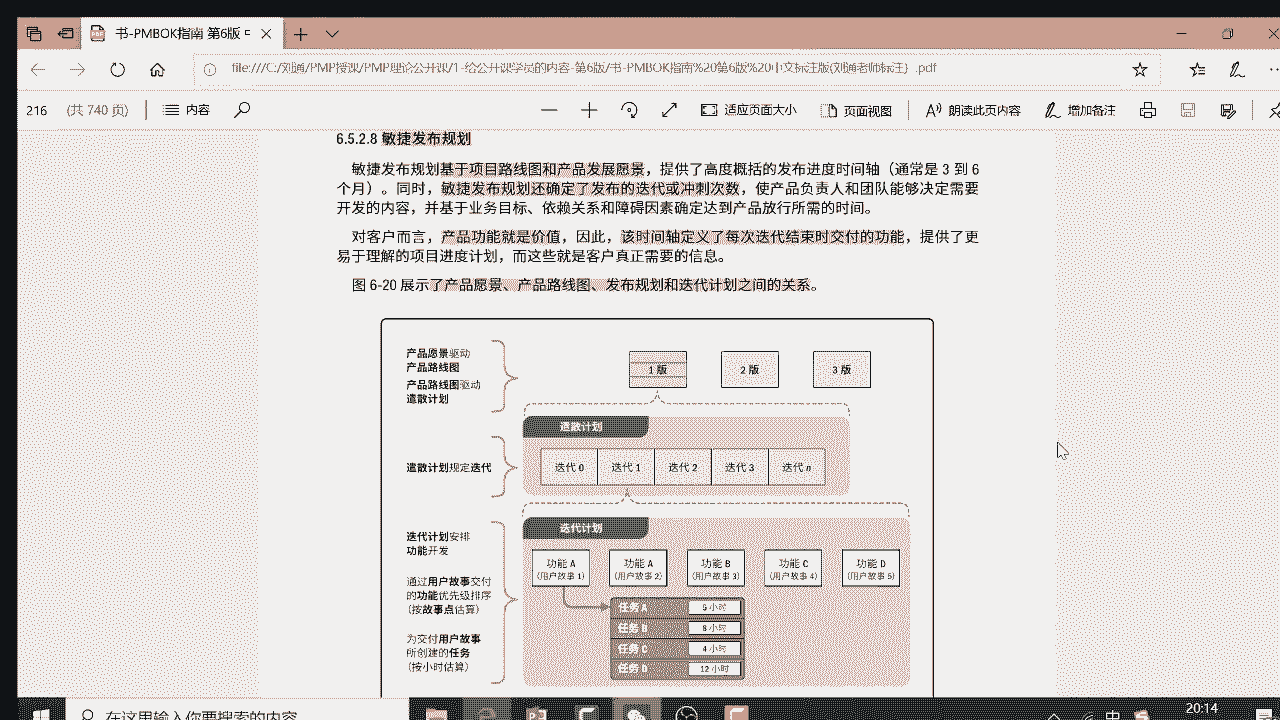 书-PMBOK指南 第6版 中
file:///C:/刘通/PMP授课/PMP理论公开课/1-给公开课学员的内容-第6版/书-PMBOK指南%20第6版%20中文标注版(刘通老师标注) .pdf
216 (共 740 页) 内容 适应页面大小 页面视图 朗读此页内容 增加备注
6.5.2.8 敏捷发布规划
敏捷发布规划基于项目路线图和产品发展愿景，提供了高度概括的发布进度时间轴（通常是 3 到 6
个月）。同时，敏捷发布规划还确定了发布的迭代或冲刺次数，使产品负责人和团队能够决定需要
开发的内容，并基于业务目标、依赖关系和障碍因素确定达到产品放行所需的时间。
对客户而言，产品功能就是价值，因此，该时间轴定义了每次迭代结束时交付的功能，提供了更
易于理解的项目进度计划，而这些就是客户真正需要的信息。
图 6-20 展示了产品愿景、产品路线图、发布规划和迭代计划之间的关系。
产品愿景驱动
产品路线图
产品路线图驱动
遣散计划
1 版 2 版 3 版
遣散计划
遣散计划规定迭代
迭代 0 迭代 1 迭代 2 迭代 3 迭代 n
迭代计划
迭代计划安排
功能开发
功能 A 功能 A 功能 B 功能 C 功能 D
(用户故事 1) (用户故事 2) (用户故事 3) (用户故事 4) (用户故事 5)
通过用户故事交付
的功能优先级排序
(按故事点估算)
为交付用户故事
所创建的任务
(按小时估算)
任务 A 5 小时
任务 B 8 小时
任务 C 4 小时
任务 D 12 小时
在这里输入你要搜索的内容
中
20:14